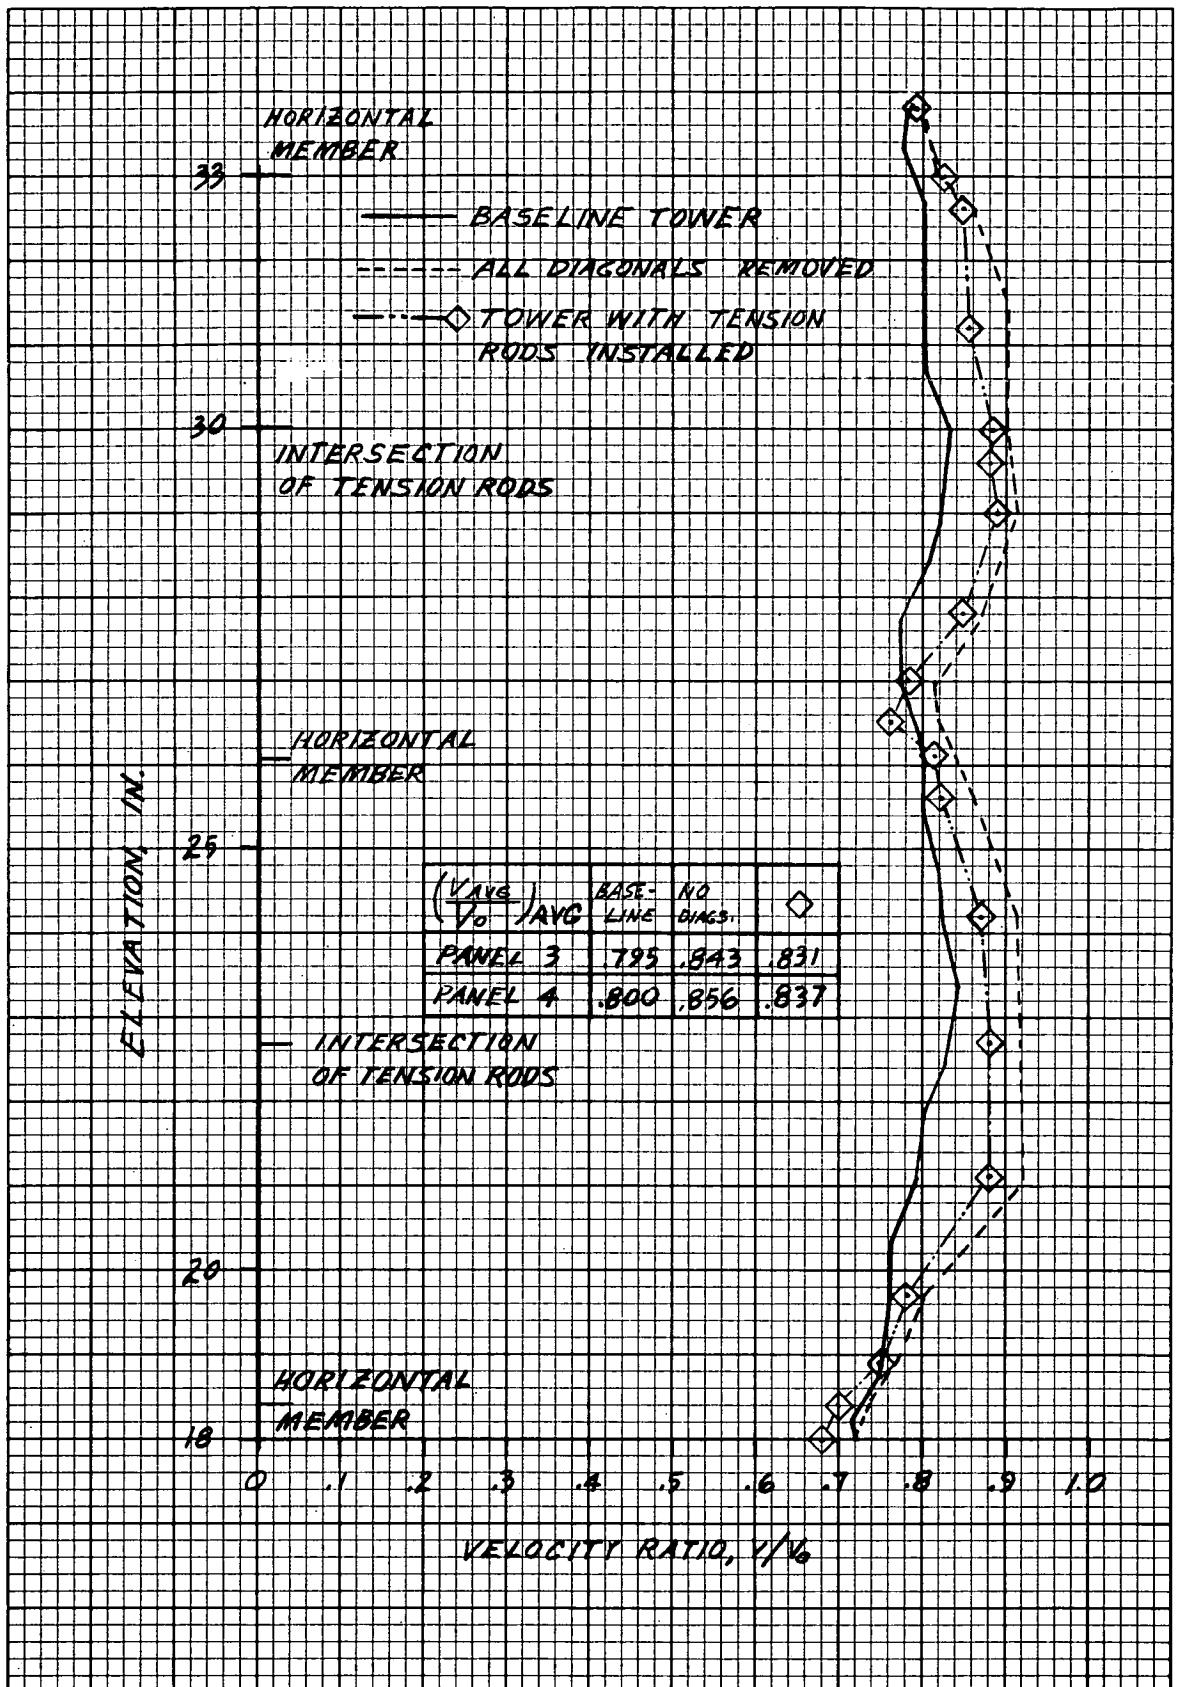 HORIZONTAL
MEMBER
33
BASELINE TOWER
ALL DIAGONALS REMOVED
TOWER WITH TENSION
RODS INSTALLED
30
INTERSECTION
OF TENSION RODS
HORIZONTAL
MEMBER
ELEVATION, IN.
25
(VAVG/V0)AVG BASE-LINE NO DIAGS. ◇
PANEL 3 .795 .843 .831
PANEL 4 .800 .856 .837
INTERSECTION
OF TENSION RODS
20
HORIZONTAL
MEMBER
18
0 .1 .2 .3 .4 .5 .6 .7 .8 .9 1.0
VELOCITY RATIO, V/V0